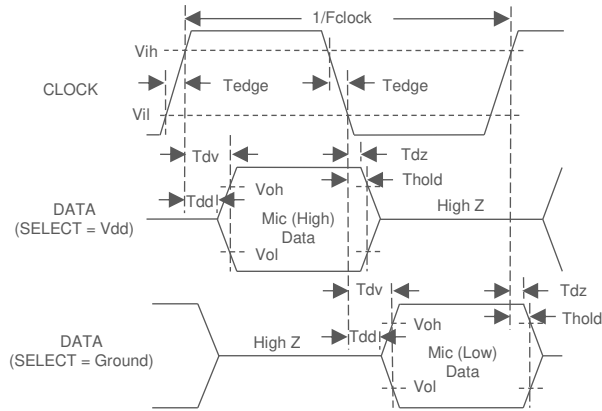 1/Fclock
Vih
CLOCK
Tedge
Tedge
Vil
Tdv
Tdz
Tdd
Voh
Thold
DATA
(SELECT = Vdd)
Mic (High)
Data
High Z
Vol
Tdv
Tdz
Tdd
Voh
Thold
DATA
(SELECT = Ground)
High Z
Mic (Low)
Data
Vol